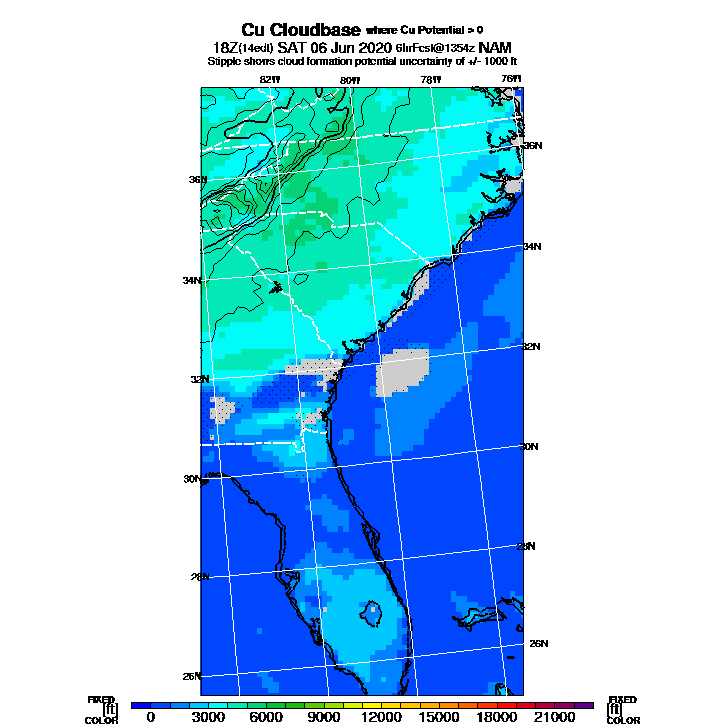 Cu Cloudbase where Cu Potential > 0
18Z(14edt) SAT 06 Jun 2020 6hrFcst@1354z NAM
Stipple shows cloud formation potential uncertainty of +/- 1000 ft
82W 80W 78W 76W
36N
36N
34N
34N
32N
32N
30N
30N
28N
28N
26N
26N
FIXED FIXED
[ft] [ft]
COLOR COLOR
0 3000 6000 9000 12000 15000 18000 21000